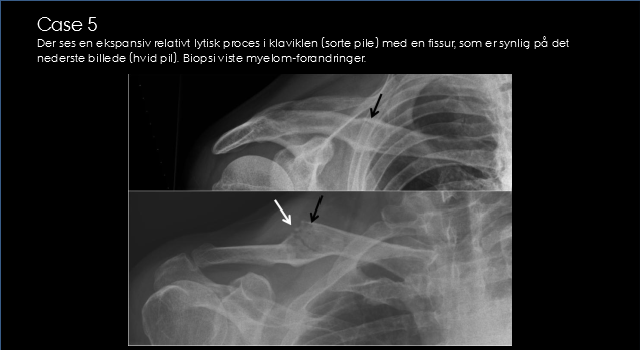 Case 5
Der ses en ekspansiv relativt lytisk proces i klaviklen (sorte pile) med en fissur, som er synlig på det
nederste billede (hvid pil). Biopsi viste myelom-forandringer.